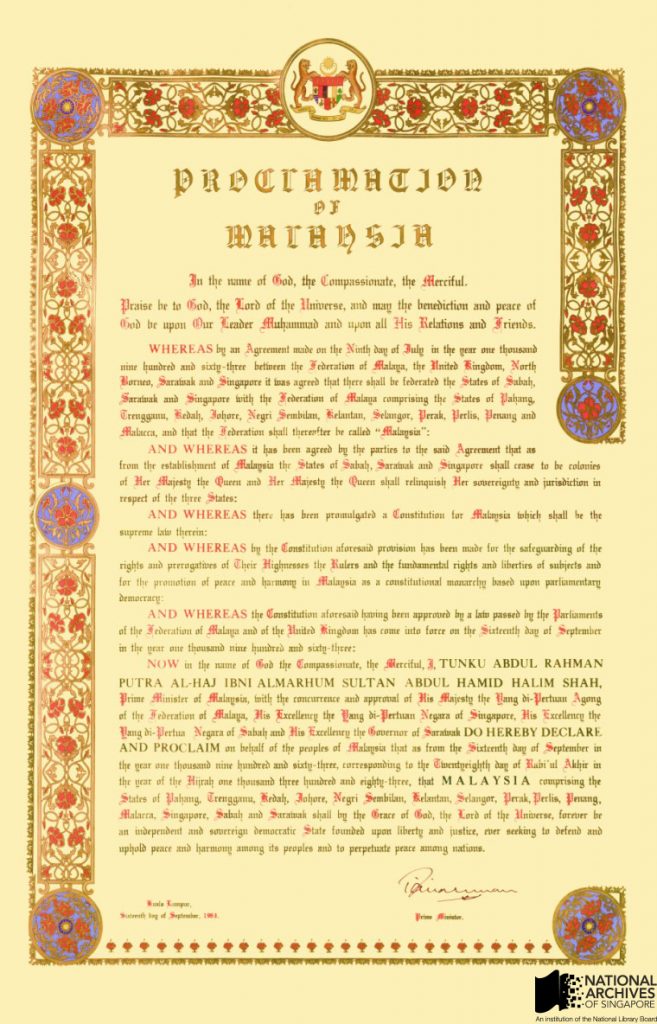 PROCLAMATION
OF
MALAYSIA
In the name of God, the Compassionate, the Merciful.
Praise be to God, the Lord of the Universe, and may the benediction and peace of
God be upon Our Leader Muhammad and upon all His Relations and Friends.
WHEREAS by an Agreement made on the Ninth day of July in the year one thousand
nine hundred and sixty-three between the Federation of Malaya, the United Kingdom, North
Borneo, Sarawak and Singapore it was agreed that there shall be federated the States of Sabah,
Sarawak and Singapore with the Federation of Malaya comprising the States of Pahang,
Trengganu, Kedah, Johore, Negri Sembilan, Kelantan, Selangor, Perak, Perlis, Penang and
Malacca, and that the Federation shall thereafter be called "Malaysia":
AND WHEREAS it has been agreed by the parties to the said Agreement that as
from the establishment of Malaysia the States of Sabah, Sarawak and Singapore shall cease to be colonies
of Her Majesty the Queen and Her Majesty the Queen shall relinquish Her sovereignty and jurisdiction in
respect of the three States:
AND WHEREAS there has been promulgated a Constitution for Malaysia which shall be the
supreme law therein:
AND WHEREAS by the Constitution aforesaid provision has been made for the safeguarding of the
rights and prerogatives of Their Highnesses the Rulers and the fundamental rights and liberties of subjects and
for the promotion of peace and harmony in Malaysia as a constitutional monarchy based upon parliamentary
democracy:
AND WHEREAS the Constitution aforesaid having been approved by a law passed by the Parliaments
of the Federation of Malaya and of the United Kingdom has come into force on the Sixteenth day of September
in the year one thousand nine hundred and sixty-three:
NOW in the name of God the Compassionate, the Merciful, I, TUNKU ABDUL RAHMAN
PUTRA AL-HAJ IBNI ALMARHUM SULTAN ABDUL HAMID HALIM SHAH,
Prime Minister of Malaysia, with the concurrence and approval of His Majesty the Yang di-Pertuan Agong
of the Federation of Malaya, His Excellency the Yang di-Pertuan Negara of Singapore, His Excellency the
Yang di-Pertua Negara of Sabah and His Excellency the Governor of Sarawak DO HEREBY DECLARE
AND PROCLAIM on behalf of the peoples of Malaysia that as from the Sixteenth day of September in
the year one thousand nine hundred and sixty-three, corresponding to the Twentyeighth day of Rabi'ul Akhir in
the year of the Hijrah one thousand three hundred and eighty-three, that MALAYSIA comprising the
States of Pahang, Trengganu, Kedah, Johore, Negri Sembilan, Kelantan, Selangor, Perak, Perlis, Penang,
Malacca, Singapore, Sabah and Sarawak shall by the Grace of God, the Lord of the Universe, forever be
an independent and sovereign democratic State founded upon liberty and justice, ever seeking to defend and
uphold peace and harmony among its peoples and to perpetuate peace among nations.
Kuala Lumpur,
Sixteenth day of September,
Prime Minister.
NATIONAL
ARCHIVES
OF SINGAPORE
An institution of the National Library Board